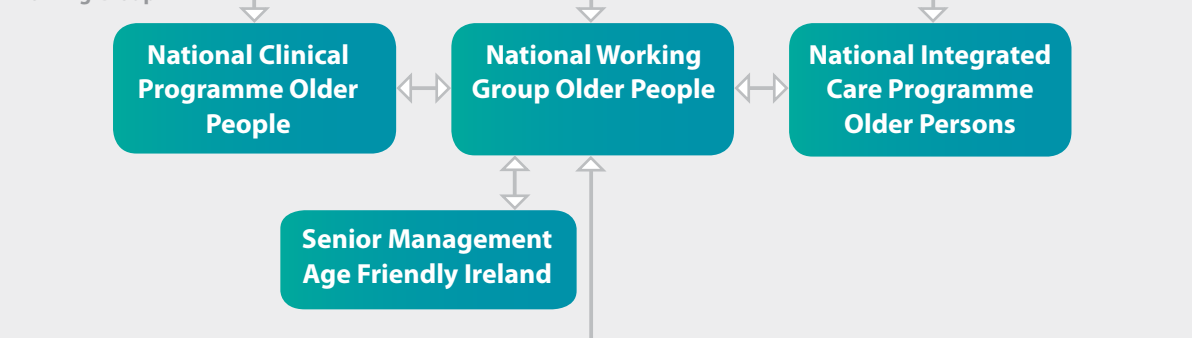 National Clinical
Programme Older
People
National Working
Group Older People
National Integrated
Care Programme
Older Persons
Senior Management
Age Friendly Ireland